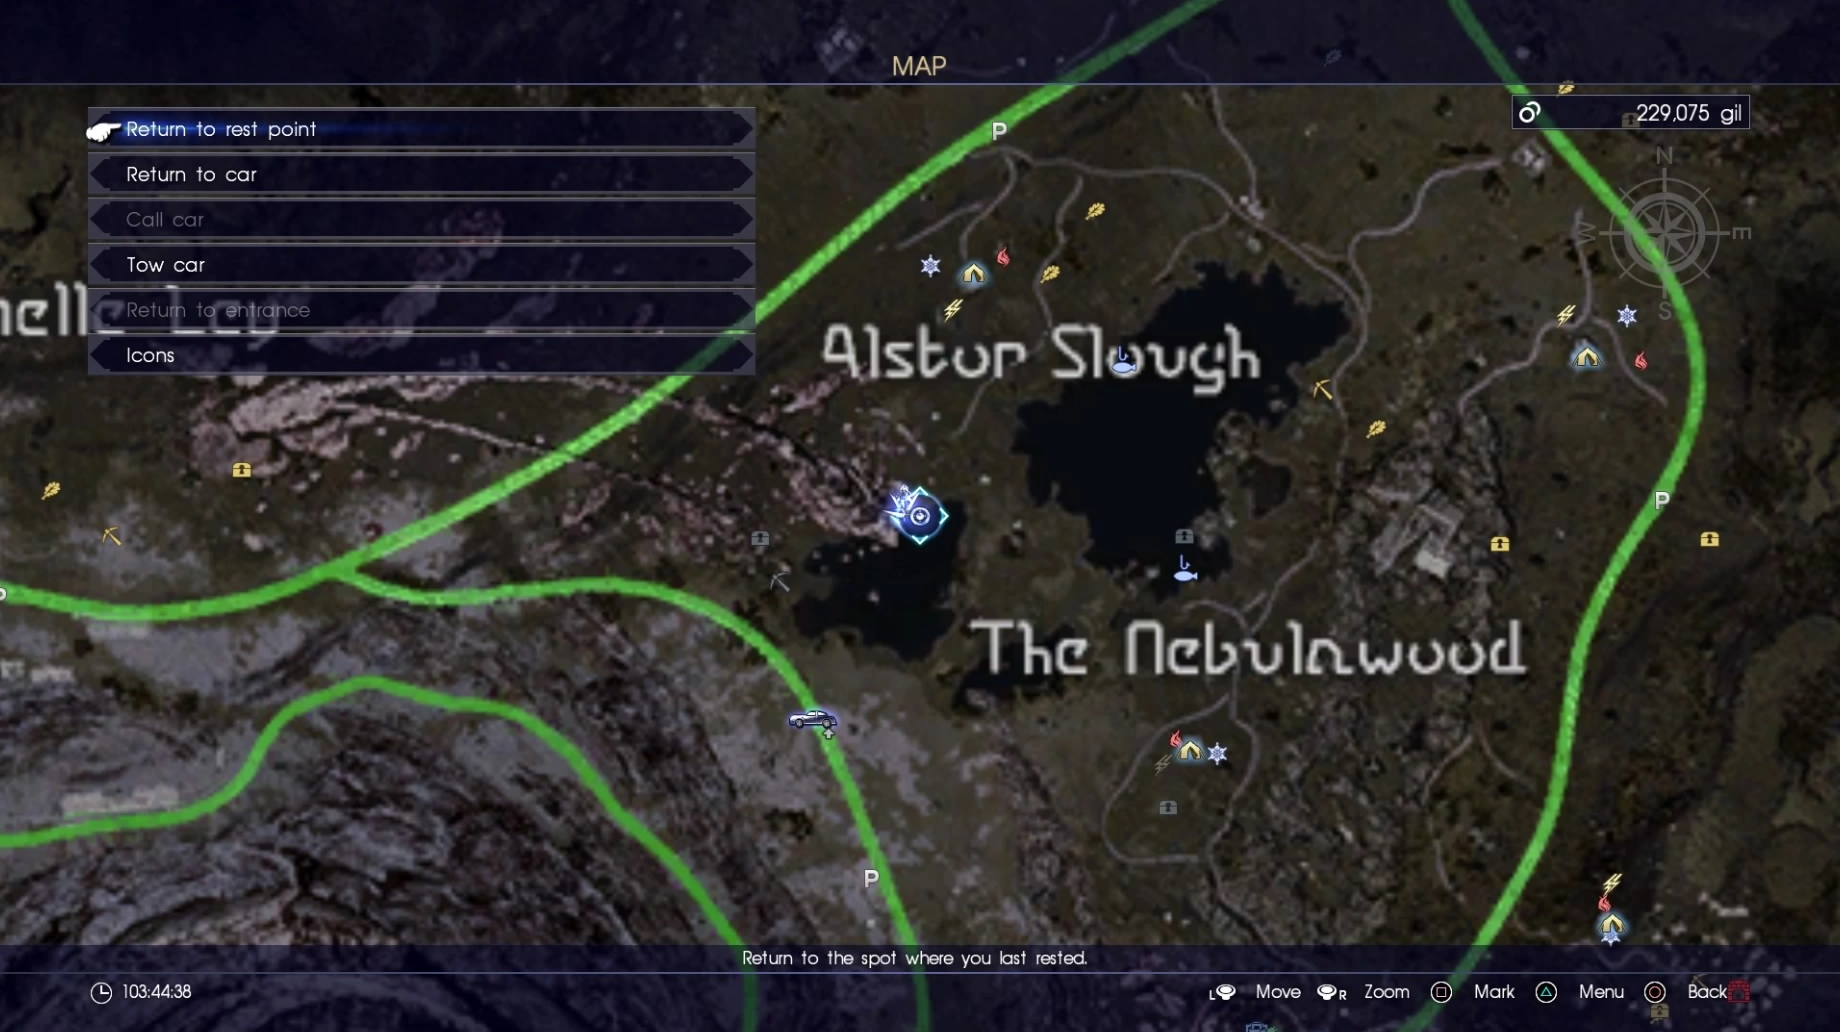 MAP
Return to rest point
229,075 gil
Return to car
Call car
Tow car
Return to entrance
Icons
Alstor Slough
The Nebulawood
N
W
S
P
P
P
Return to the spot where you last rested.
103:44:38
L Move R Zoom Mark Menu Back